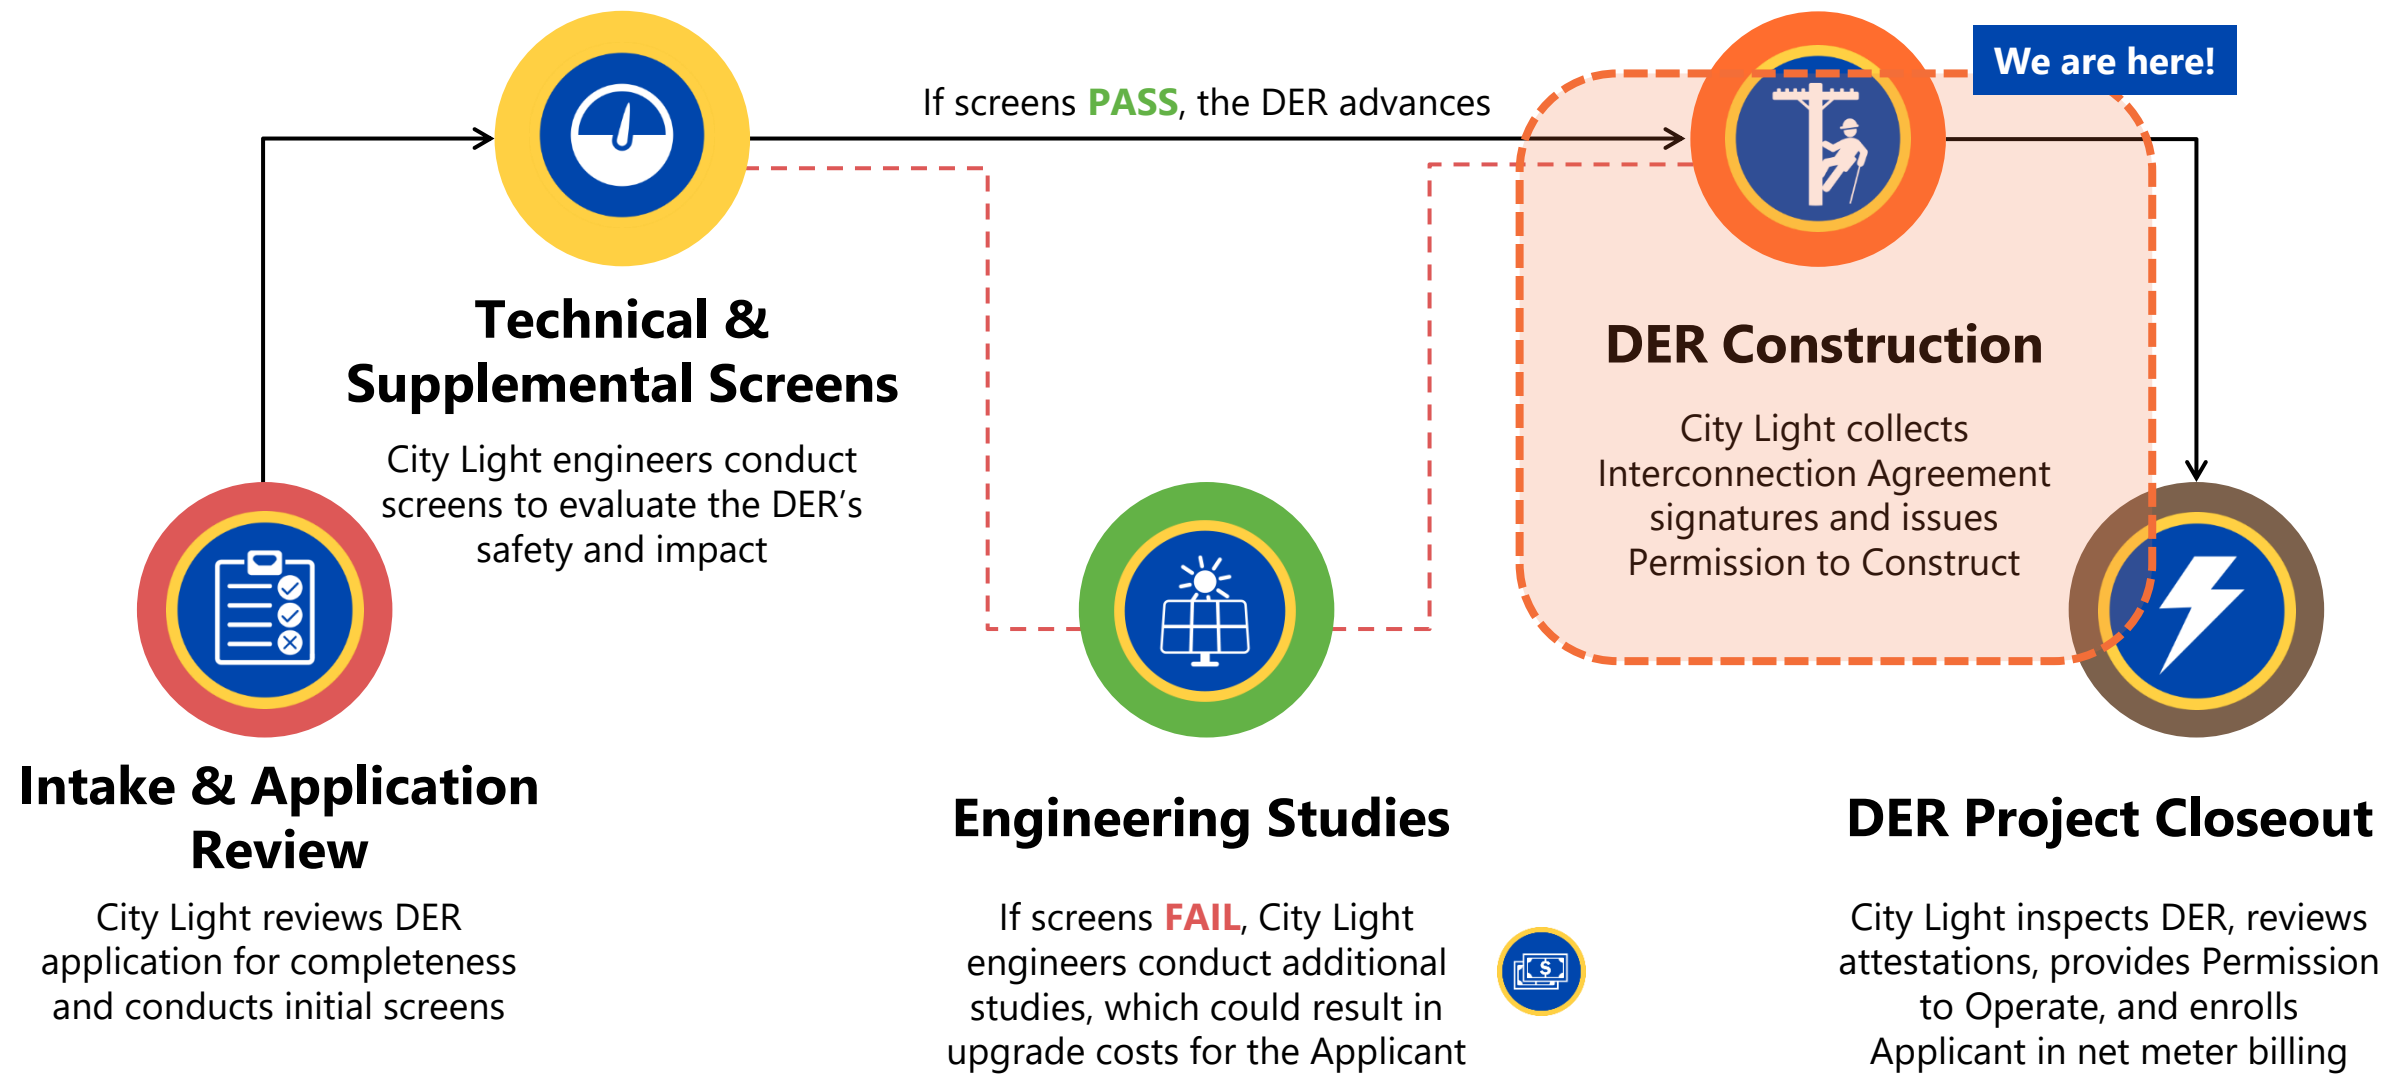 We are here!
If screens PASS, the DER advances
Technical &
Supplemental Screens
City Light engineers conduct
screens to evaluate the DER’s
safety and impact
DER Construction
City Light collects
Interconnection Agreement
signatures and issues
Permission to Construct
Intake & Application
Review
City Light reviews DER
application for completeness
and conducts initial screens
Engineering Studies
If screens FAIL, City Light
engineers conduct additional
studies, which could result in
upgrade costs for the Applicant
$
DER Project Closeout
City Light inspects DER, reviews
attestations, provides Permission
to Operate, and enrolls
Applicant in net meter billing